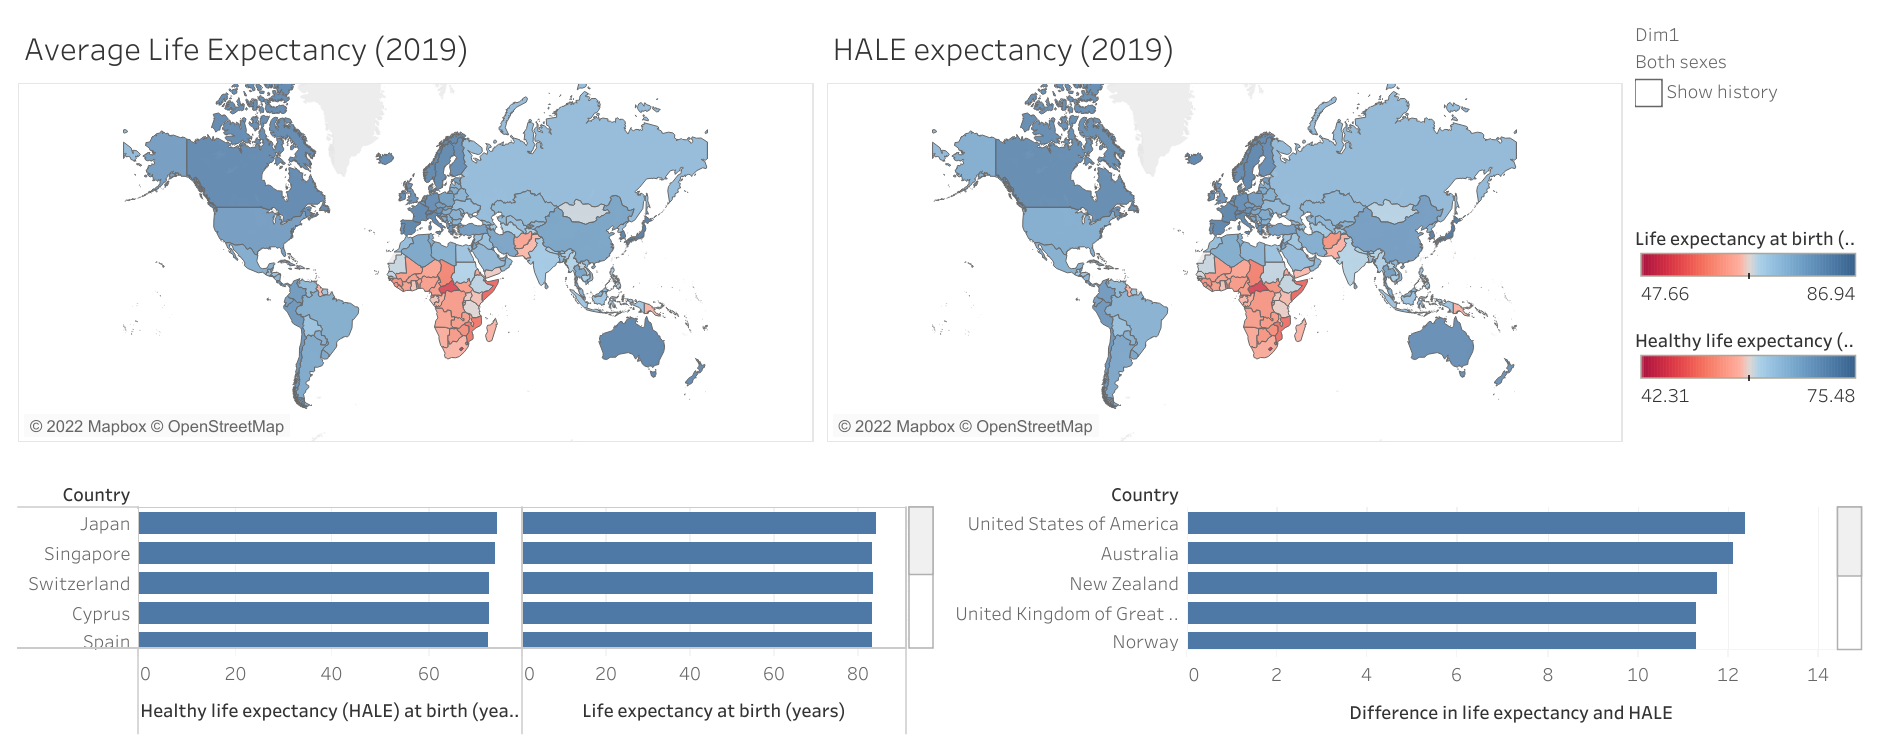 Average Life Expectancy (2019)
HALE expectancy (2019)
Dim1
Both sexes
Show history
© 2022 Mapbox © OpenStreetMap
© 2022 Mapbox © OpenStreetMap
Life expectancy at birth (..
47.66 86.94
Healthy life expectancy (..
42.31 75.48
Country
Japan
Singapore
Switzerland
Cyprus
Spain
0 20 40 60 0 20 40 60 80
Healthy life expectancy (HALE) at birth (yea.. Life expectancy at birth (years)
Country
United States of America
Australia
New Zealand
United Kingdom of Great ..
Norway
0 2 4 6 8 10 12 14
Difference in life expectancy and HALE